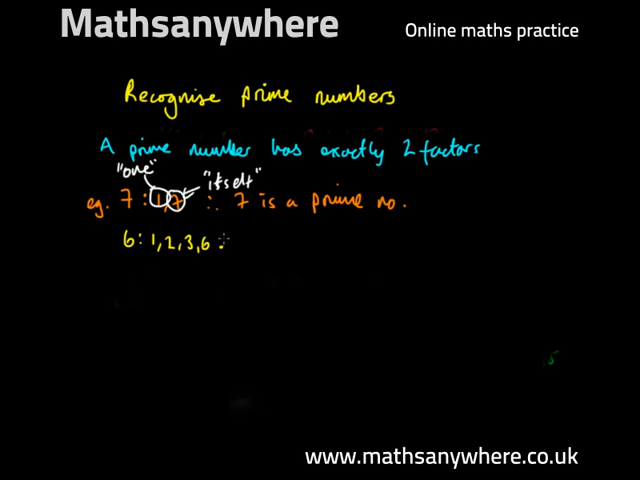 Mathsanywhere
Online maths practice
Recognise prime numbers
A prime number has exactly 2 factors
"one"
"itself"
eg. 7 : 1, 7 ∴ 7 is a prime no.
6 : 1, 2, 3, 6 .
www.mathsanywhere.co.uk